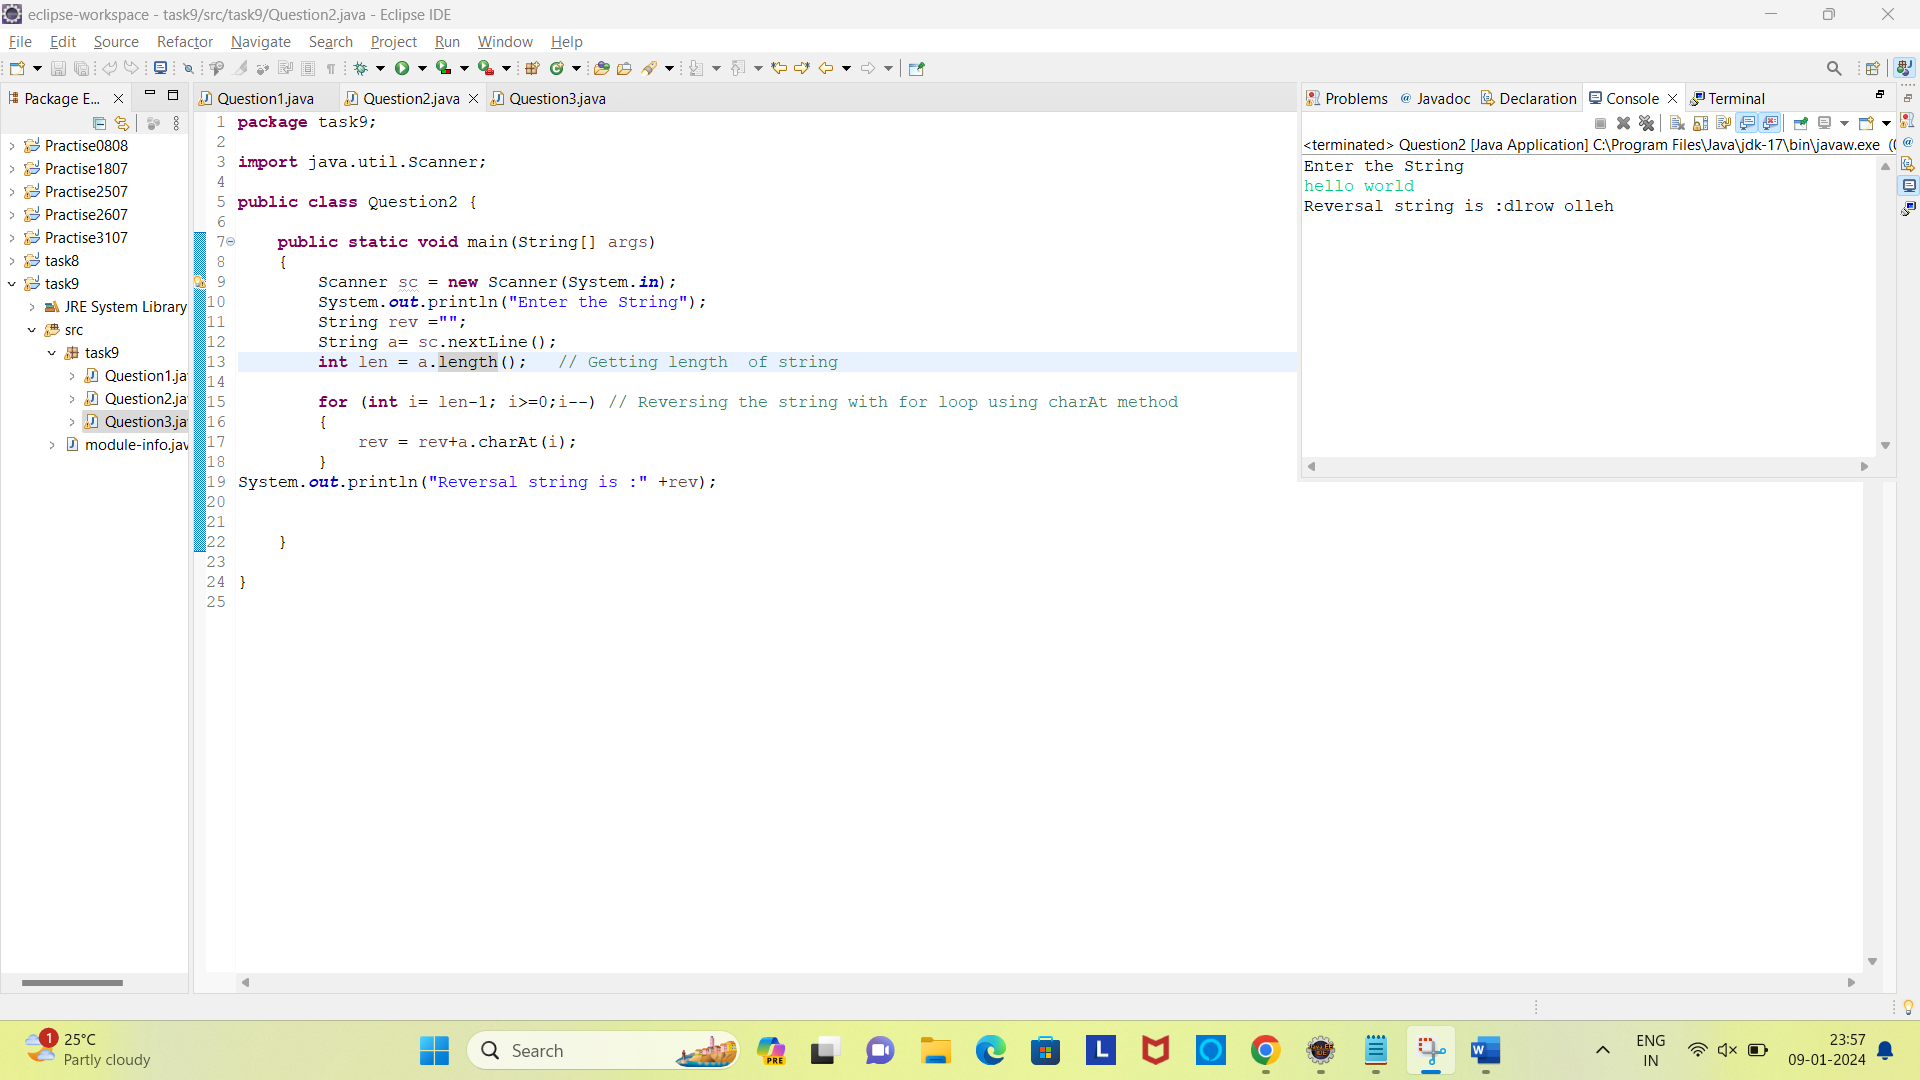 eclipse-workspace - task9/src/task9/Question2.java - Eclipse IDE
File Edit Source Refactor Navigate Search Project Run Window Help
Package E...
Practise0808
Practise1807
Practise2507
Practise2607
Practise3107
task8
task9
JRE System Library
src
task9
Question1.ja
Question2.ja
Question3.ja
module-info.jav
Question1.java Question2.java Question3.java
1 package task9;
2
3 import java.util.Scanner;
4
5 public class Question2 {
6
7     public static void main(String[] args)
8     {
9         Scanner sc = new Scanner(System.in);
10         System.out.println("Enter the String");
11         String rev ="";
12         String a= sc.nextLine();
13         int len = a.length();   // Getting length  of string
14
15         for (int i= len-1; i>=0;i--) // Reversing the string with for loop using charAt method
16         {
17             rev = rev+a.charAt(i);
18         }
19 System.out.println("Reversal string is :" +rev);
20
21
22     }
23
24 }
25
Problems Javadoc Declaration Console Terminal
<terminated> Question2 [Java Application] C:\Program Files\Java\jdk-17\bin\javaw.exe
Enter the String
hello world
Reversal string is :dlrow olleh
1
25°C
Partly cloudy
Search
PRE
L
ENG
IN
23:57
09-01-2024